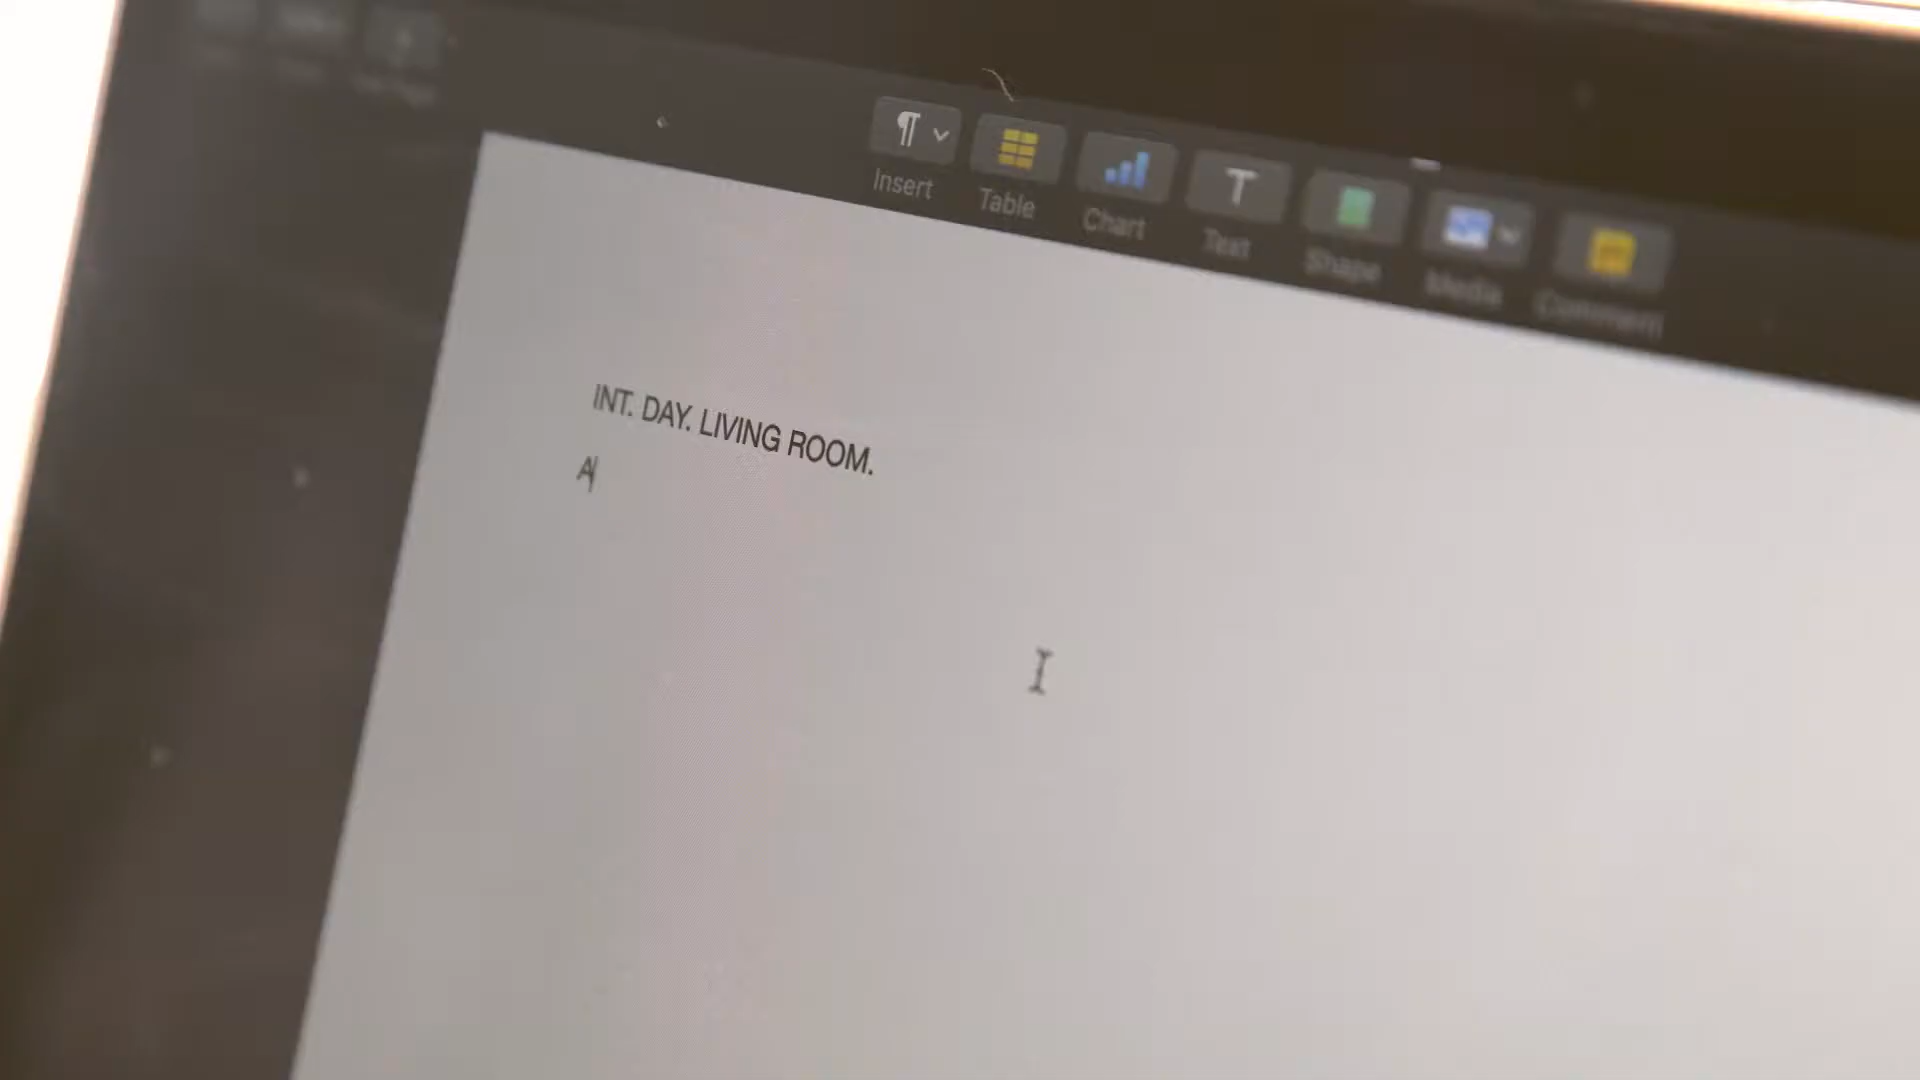 Insert
Table
Chart
Text
Shape
Media
Comment
INT. DAY. LIVING ROOM.
A